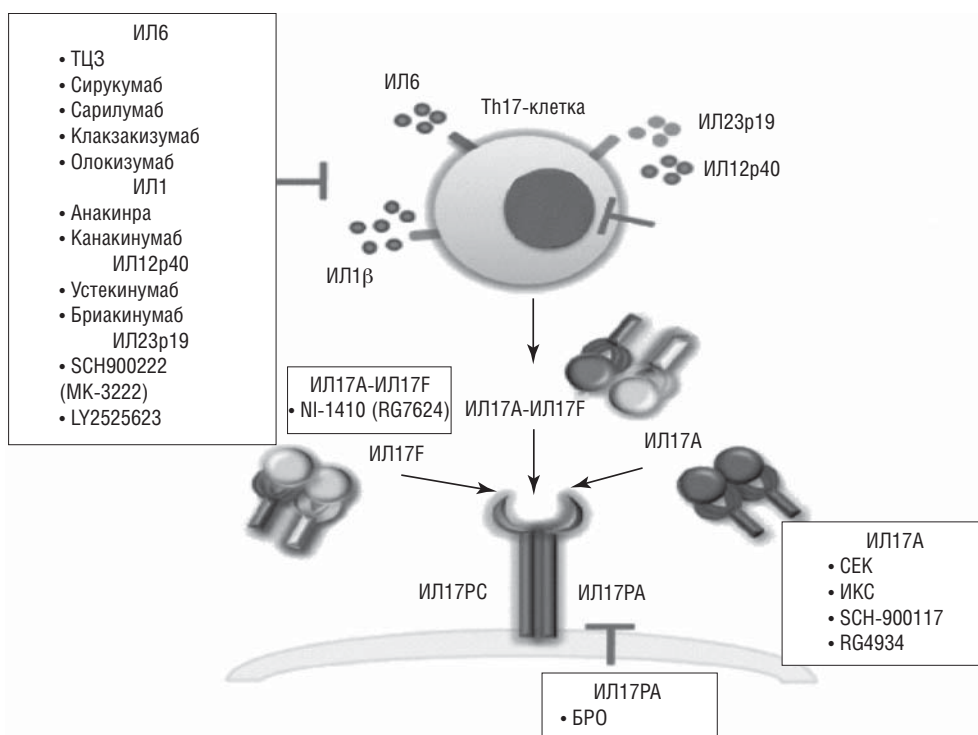 ИЛ6
• ТЦЗ
• Сирукумаб
• Сарилумаб
• Клакзакизумаб
• Олокизумаб
ИЛ1
• Анакинра
• Канакинумаб
ИЛ12р40
• Устекинумаб
• Бриакинумаб
ИЛ23р19
• SCH900222
(MK-3222)
• LY2525623
ИЛ6
Th17-клетка
ИЛ23р19
ИЛ12р40
ИЛ1β
ИЛ17А-ИЛ17F
• NI-1410 (RG7624)
ИЛ17А-ИЛ17F
ИЛ17F
ИЛ17А
ИЛ17РС
ИЛ17РА
ИЛ17А
• СЕК
• ИКС
• SCH-900117
• RG4934
ИЛ17РА
• БРО